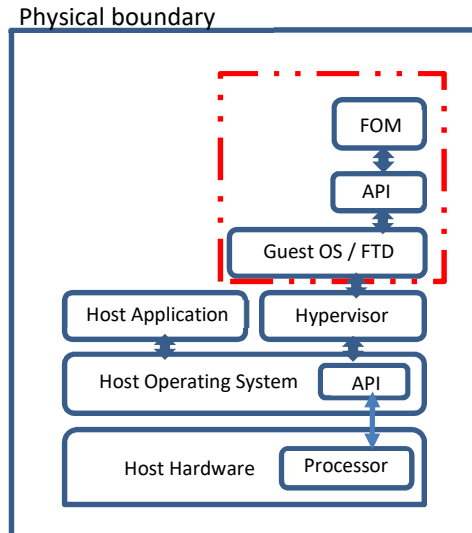 Physical boundary
FOM
API
Guest OS / FTD
Host Application
Hypervisor
Host Operating System
API
Host Hardware
Processor